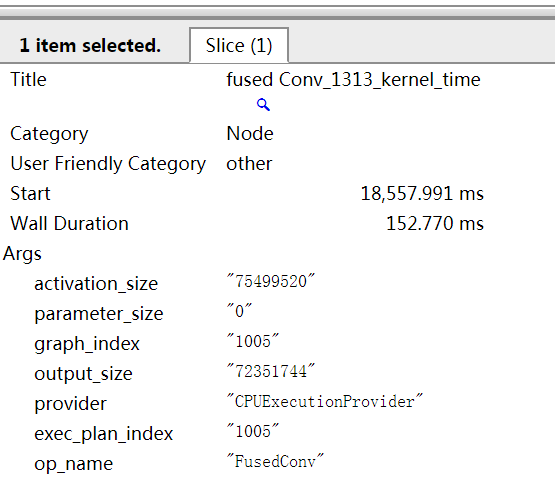 1 item selected. Slice (1)
Title fused Conv_1313_kernel_time
Category Node
User Friendly Category other
Start 18,557.991 ms
Wall Duration 152.770 ms
Args
activation_size "75499520"
parameter_size "0"
graph_index "1005"
output_size "72351744"
provider "CPUExecutionProvider"
exec_plan_index "1005"
op_name "FusedConv"